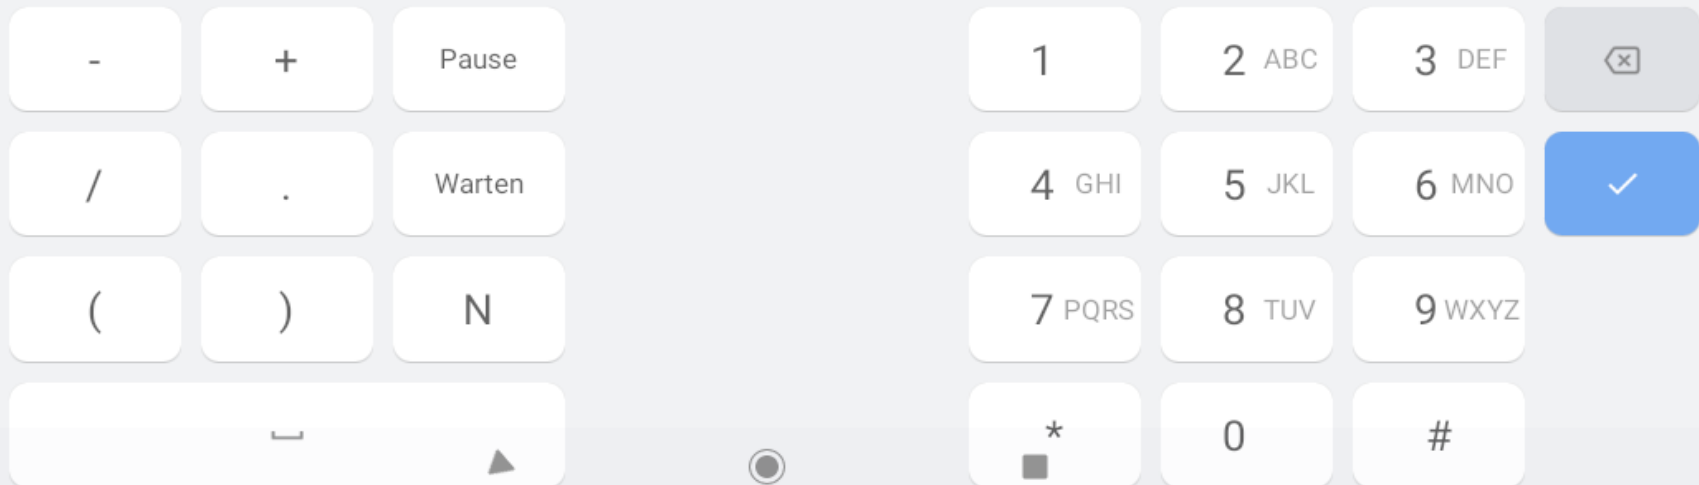 - + Pause 1 2 ABC 3 DEF
/ . Warten 4 GHI 5 JKL 6 MNO
( ) N 7 PQRS 8 TUV 9 WXYZ
* 0 #